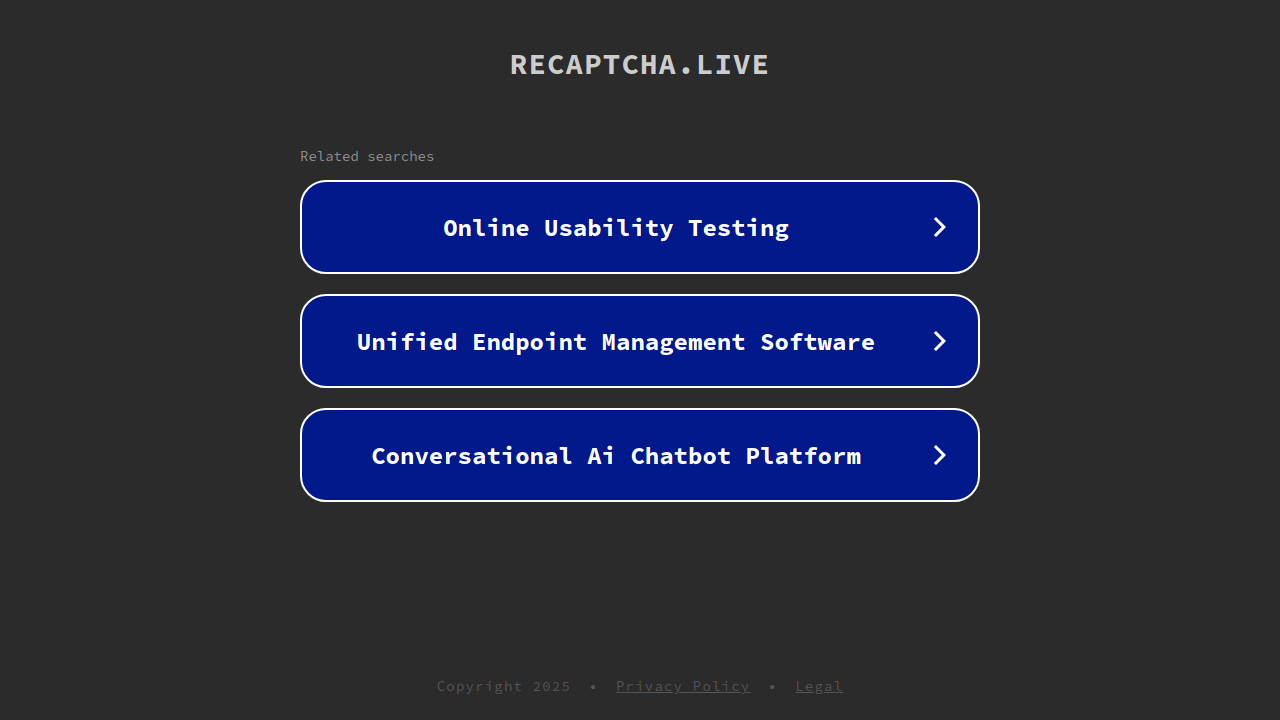 RECAPTCHA.LIVE
Related searches
Online Usability Testing
Unified Endpoint Management Software
Conversational Ai Chatbot Platform
Copyright 2025 • Privacy Policy • Legal